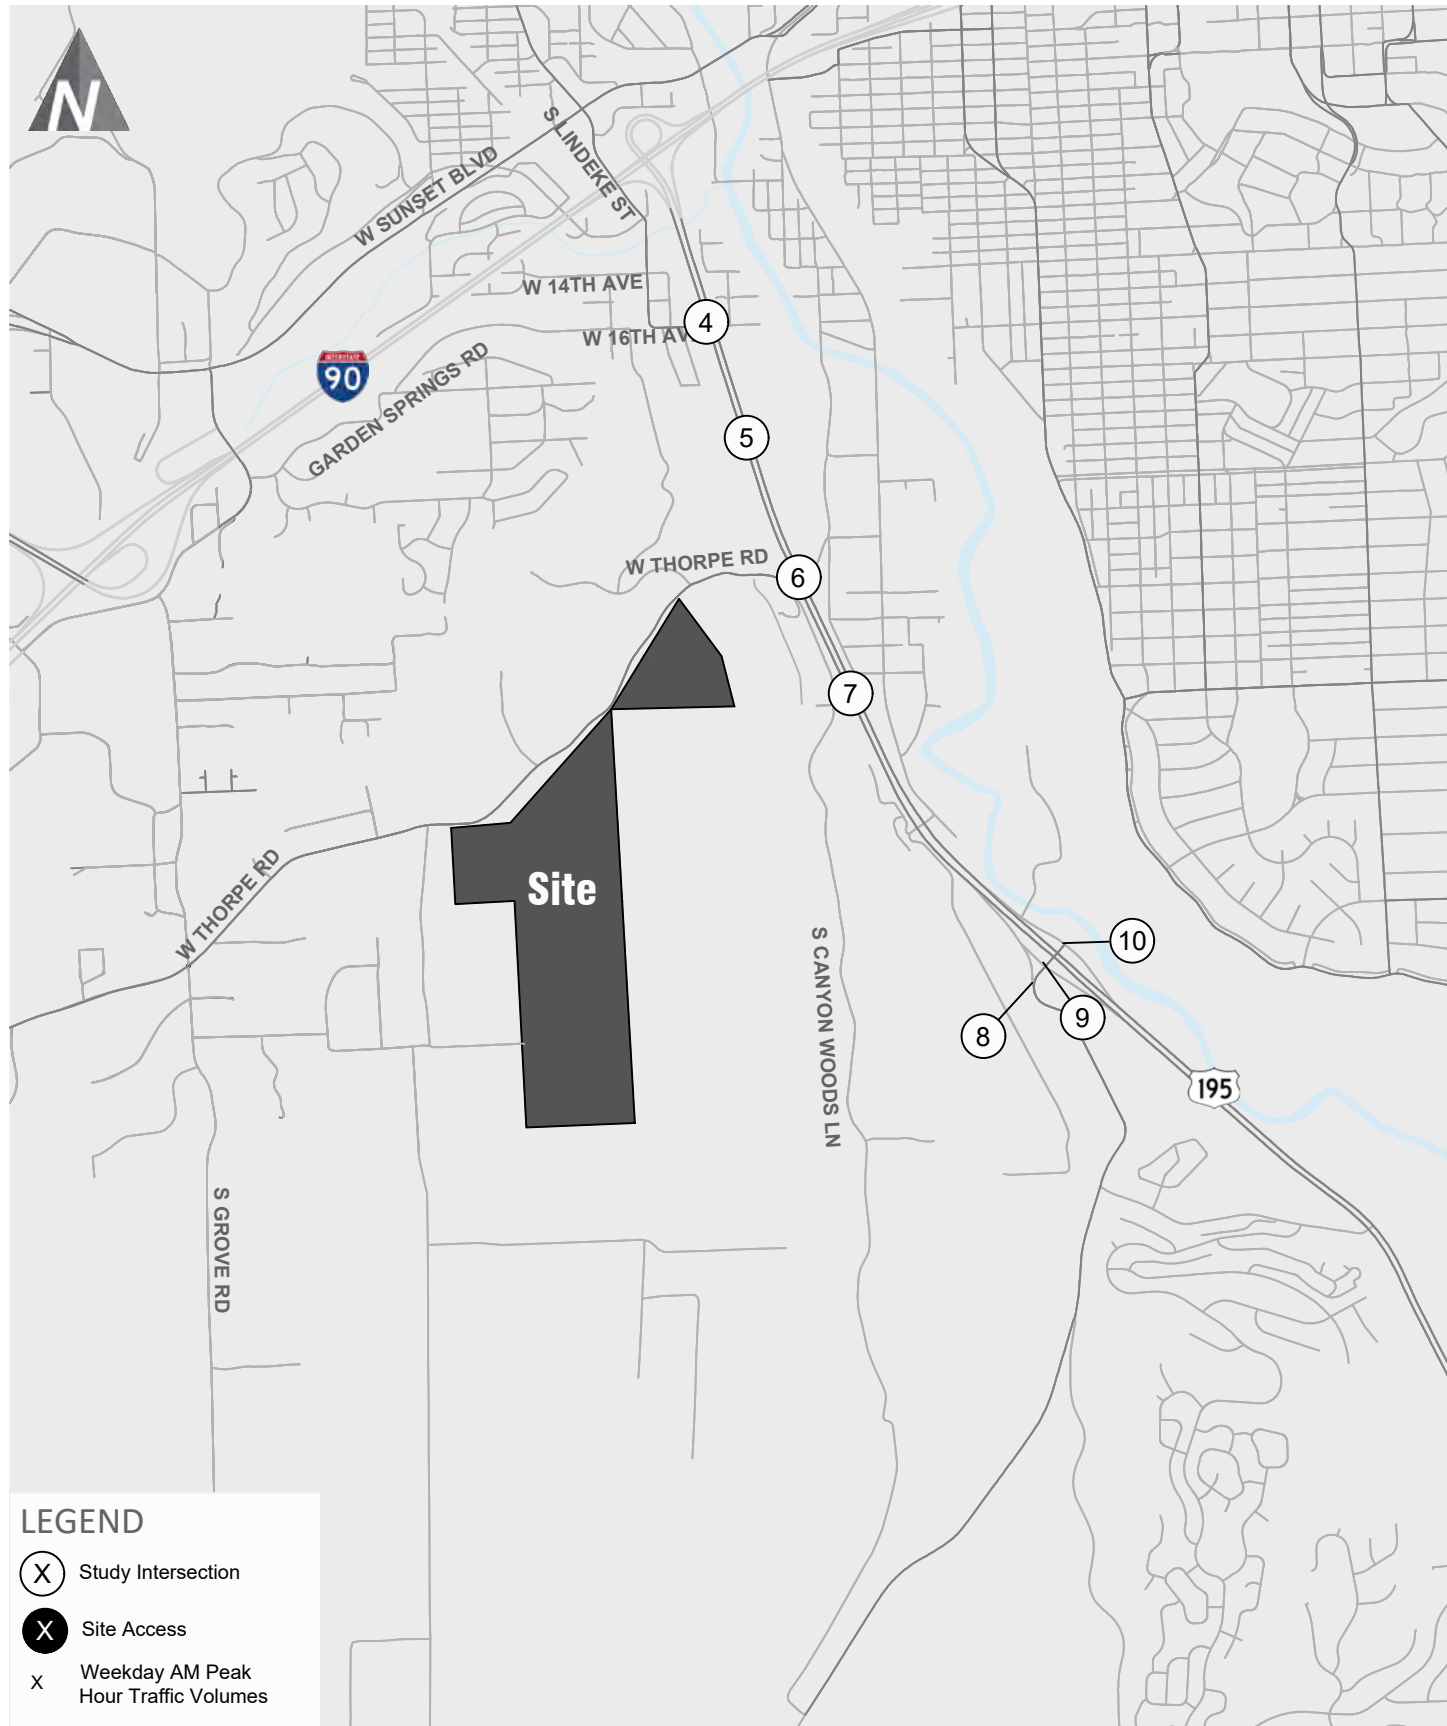 N
S LINDEKE ST
W SUNSET BLVD
W 14TH AVE
4
W 16TH AV
INTERSTATE
90
GARDEN SPRINGS RD
5
W THORPE RD
6
7
W THORPE RD
Site
S CANYON WOODS LN
10
9
8
195
S GROVE RD
LEGEND
X Study Intersection
X Site Access
X Weekday AM Peak
Hour Traffic Volumes